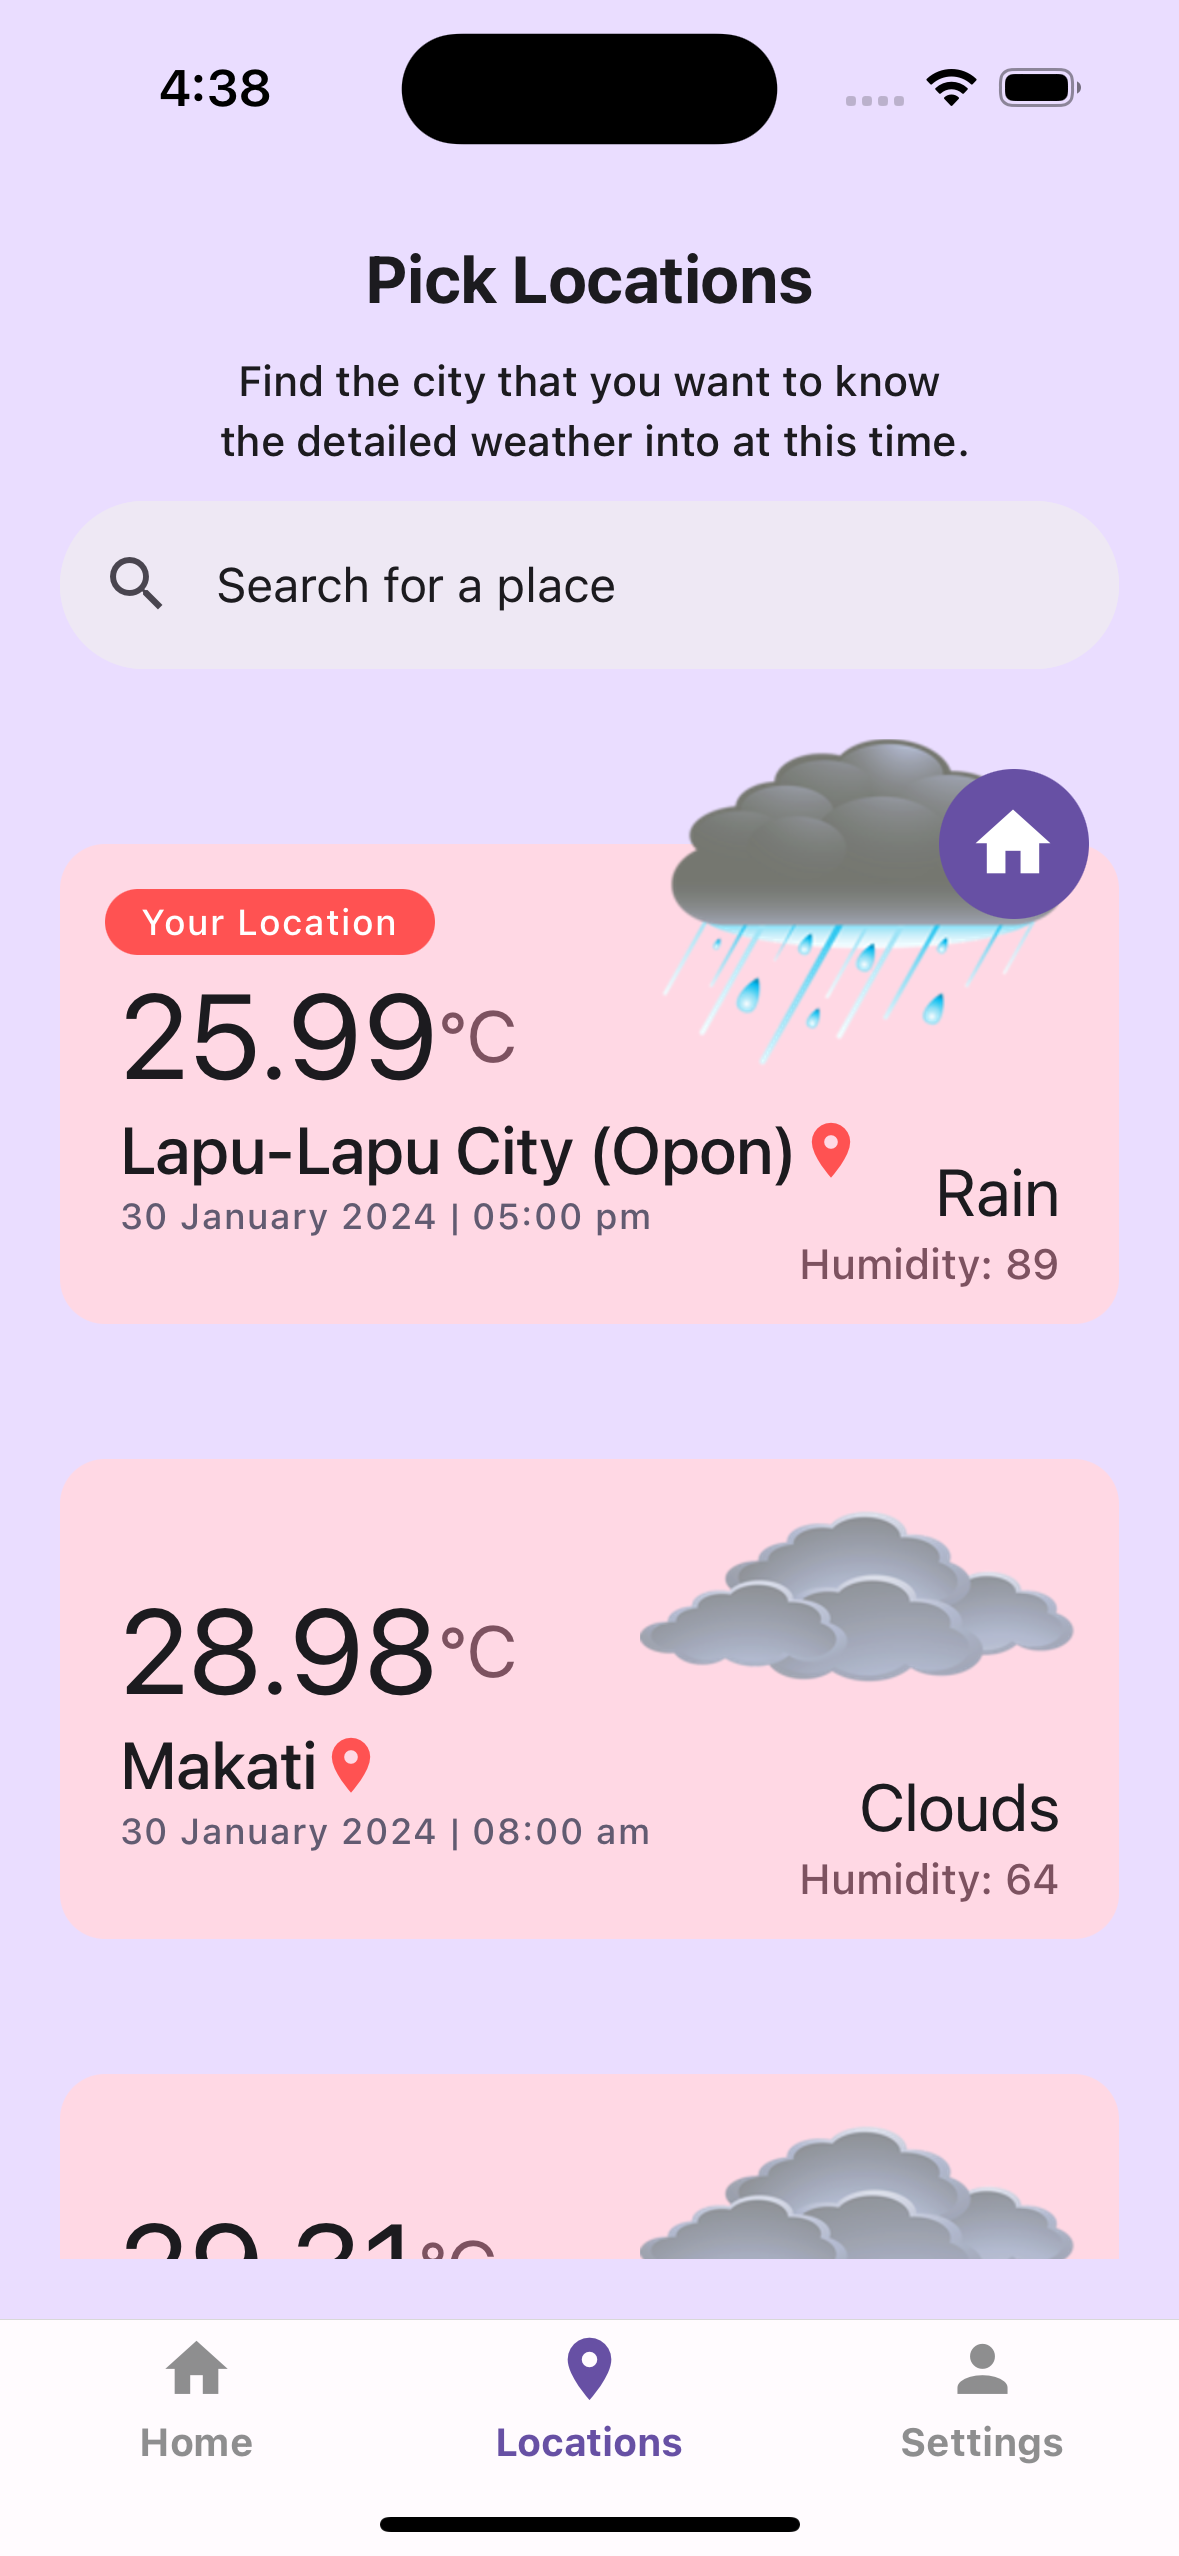 4:38
Pick Locations
Find the city that you want to know
the detailed weather into at this time.
Search for a place
Your Location
25.99°C
Lapu-Lapu City (Opon)
30 January 2024 | 05:00 pm
Rain
Humidity: 89
28.98°C
Makati
30 January 2024 | 08:00 am
Clouds
Humidity: 64
Home
Locations
Settings